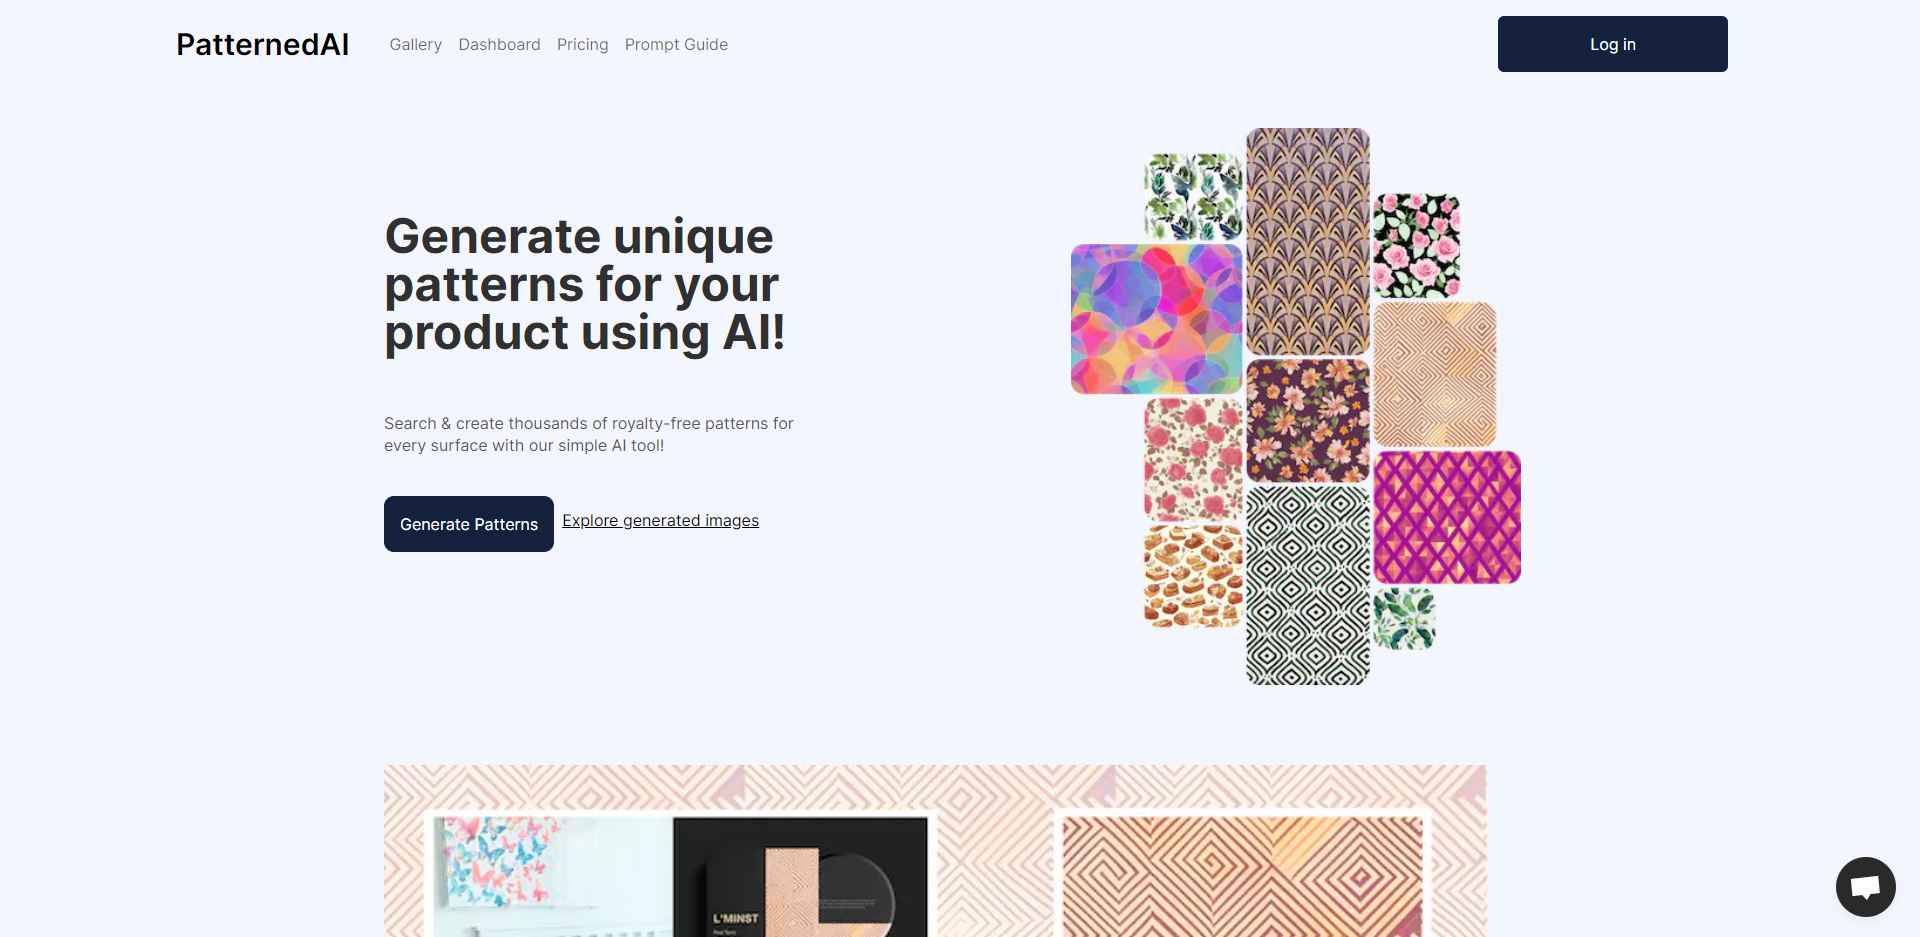 PatternedAI
Gallery
Dashboard
Pricing
Prompt Guide
Log in
Generate unique
patterns for your
product using AI!
Search & create thousands of royalty-free patterns for
every surface with our simple AI tool!
Generate Patterns
Explore generated images
L'MINST